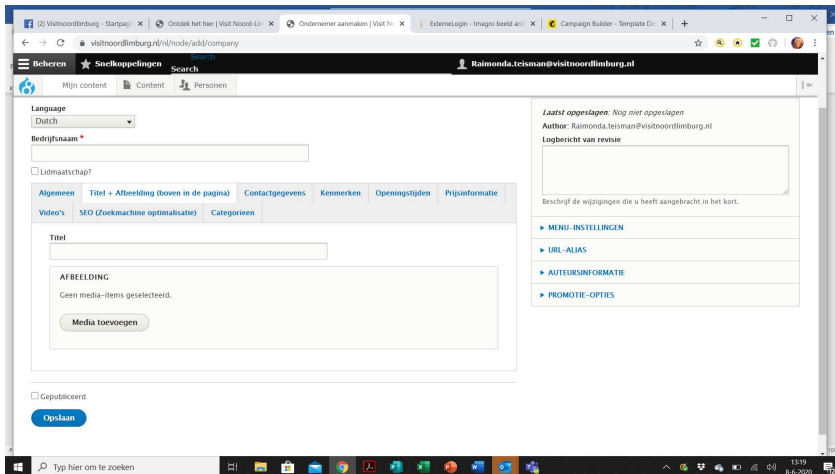 (2) Visitnoordlimburg - Startpagi
Ontdek het hier | Visit Noord-Lim
Ondernemer aanmaken | Visit No
ExterneLogin - Imagro beeld arch
Campaign Builder - Template De
visitnoordlimburg.nl/nl/node/add/company
Search
Beheren
Snelkoppelingen
Search
Raimonda.teisman@visitnoordlimburg.nl
Mijn content
Content
Personen
Language
Dutch
Bedrijfsnaam *
Lidmaatschap?
Algemeen
Titel + Afbeelding (boven in de pagina)
Contactgegevens
Kenmerken
Openingstijden
Prijsinformatie
Video's
SEO (Zoekmachine optimalisatie)
Categorieen
Titel
AFBEELDING
Geen media-items geselecteerd.
Media toevoegen
Gepubliceerd
Opslaan
Laatst opgeslagen: Nog niet opgeslagen
Author: Raimonda.teisman@visitnoordlimburg.nl
Logbericht van revisie
Beschrijf de wijzigingen die u heeft aangebracht in het kort.
MENU-INSTELLINGEN
URL-ALIAS
AUTEURSINFORMATIE
PROMOTIE-OPTIES
Typ hier om te zoeken
13:19
8-6-2020